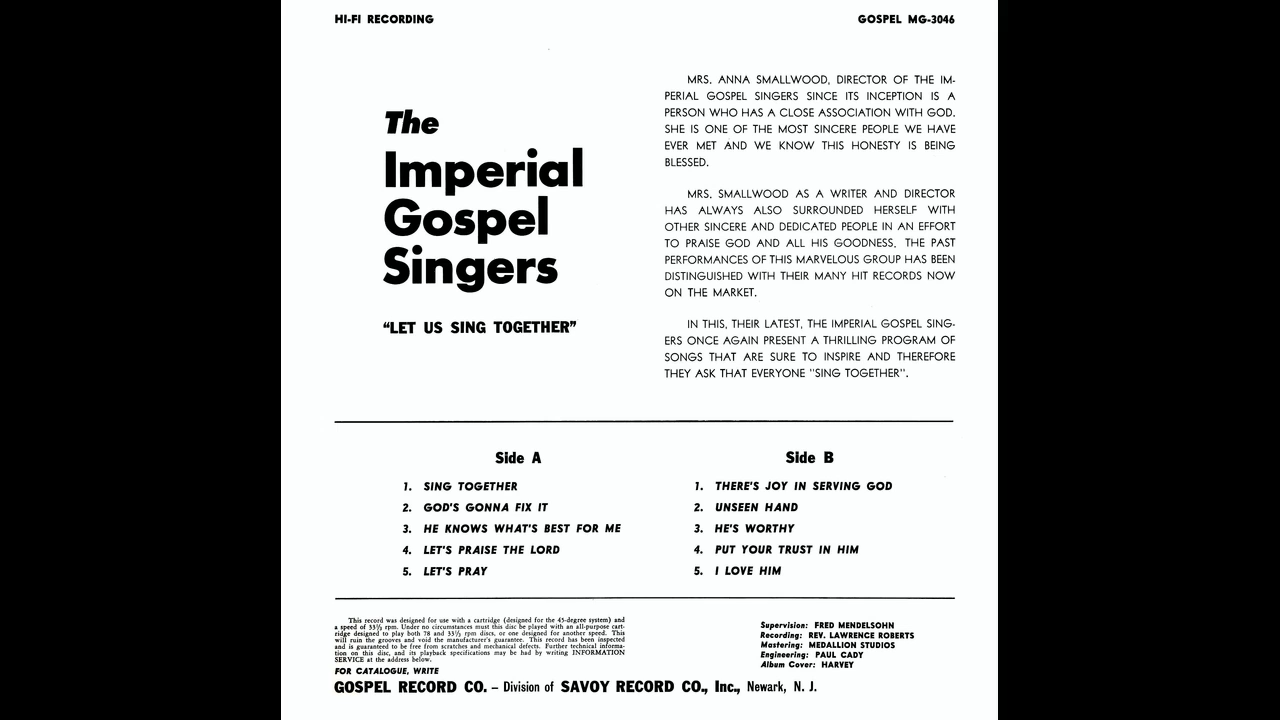 HI-FI RECORDING
GOSPEL MG-3046
The
Imperial
Gospel
Singers
“LET US SING TOGETHER”
MRS. ANNA SMALLWOOD, DIRECTOR OF THE IM-
PERIAL GOSPEL SINGERS SINCE ITS INCEPTION IS A
PERSON WHO HAS A CLOSE ASSOCIATION WITH GOD.
SHE IS ONE OF THE MOST SINCERE PEOPLE WE HAVE
EVER MET AND WE KNOW THIS HONESTY IS BEING
BLESSED.
MRS. SMALLWOOD AS A WRITER AND DIRECTOR
HAS ALWAYS ALSO SURROUNDED HERSELF WITH
OTHER SINCERE AND DEDICATED PEOPLE IN AN EFFORT
TO PRAISE GOD AND ALL HIS GOODNESS. THE PAST
PERFORMANCES OF THIS MARVELOUS GROUP HAS BEEN
DISTINGUISHED WITH THEIR MANY HIT RECORDS NOW
ON THE MARKET.
IN THIS, THEIR LATEST, THE IMPERIAL GOSPEL SING-
ERS ONCE AGAIN PRESENT A THRILLING PROGRAM OF
SONGS THAT ARE SURE TO INSPIRE AND THEREFORE
THEY ASK THAT EVERYONE "SING TOGETHER".
Side A
1. SING TOGETHER
2. GOD'S GONNA FIX IT
3. HE KNOWS WHAT'S BEST FOR ME
4. LET'S PRAISE THE LORD
5. LET'S PRAY
Side B
1. THERE'S JOY IN SERVING GOD
2. UNSEEN HAND
3. HE'S WORTHY
4. PUT YOUR TRUST IN HIM
5. I LOVE HIM
This record was designed for use with a cartridge (designed for the 45-degree system) and
a speed of 33⅓ rpm. Under no circumstances must this disc be played with an all-purpose cart-
ridge designed to play both 78 and 33⅓ rpm discs, or one designed for another speed. This
will ruin the grooves and void the manufacturer's guarantee. This record has been inspected
and is guaranteed to be free from scratches and mechanical defects. Further technical informa-
tion on this disc, and its playback specifications may be had by writing INFORMATION
SERVICE at the address below.
FOR CATALOGUE, WRITE
GOSPEL RECORD CO. – Division of SAVOY RECORD CO., Inc., Newark, N. J.
Supervision: FRED MENDELSOHN
Recording: REV. LAWRENCE ROBERTS
Mastering: MEDALLION STUDIOS
Engineering: PAUL CADY
Album Cover: HARVEY